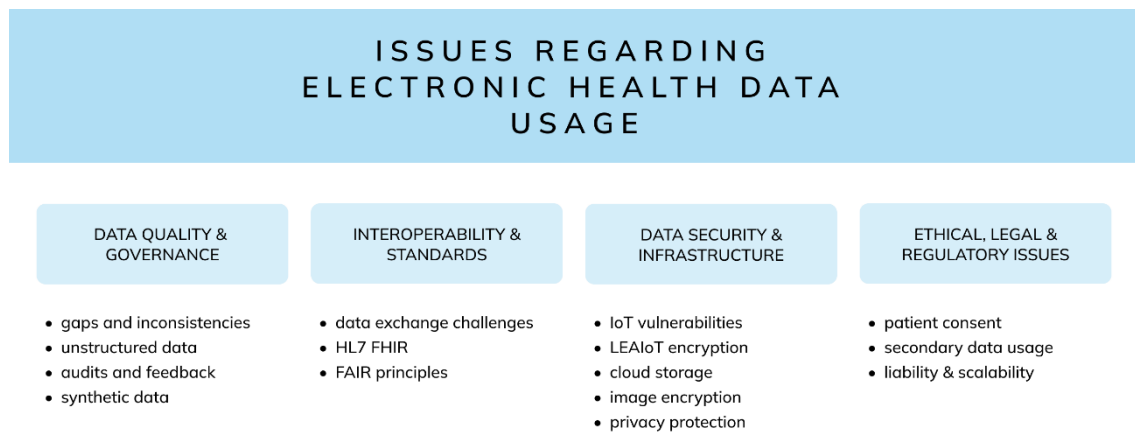 ISSUES REGARDING
ELECTRONIC HEALTH DATA
USAGE
DATA QUALITY &
GOVERNANCE
• gaps and inconsistencies
• unstructured data
• audits and feedback
• synthetic data
INTEROPERABILITY &
STANDARDS
• data exchange challenges
• HL7 FHIR
• FAIR principles
DATA SECURITY &
INFRASTRUCTURE
• IoT vulnerabilities
• LEAIoT encryption
• cloud storage
• image encryption
• privacy protection
ETHICAL, LEGAL &
REGULATORY ISSUES
• patient consent
• secondary data usage
• liability & scalability